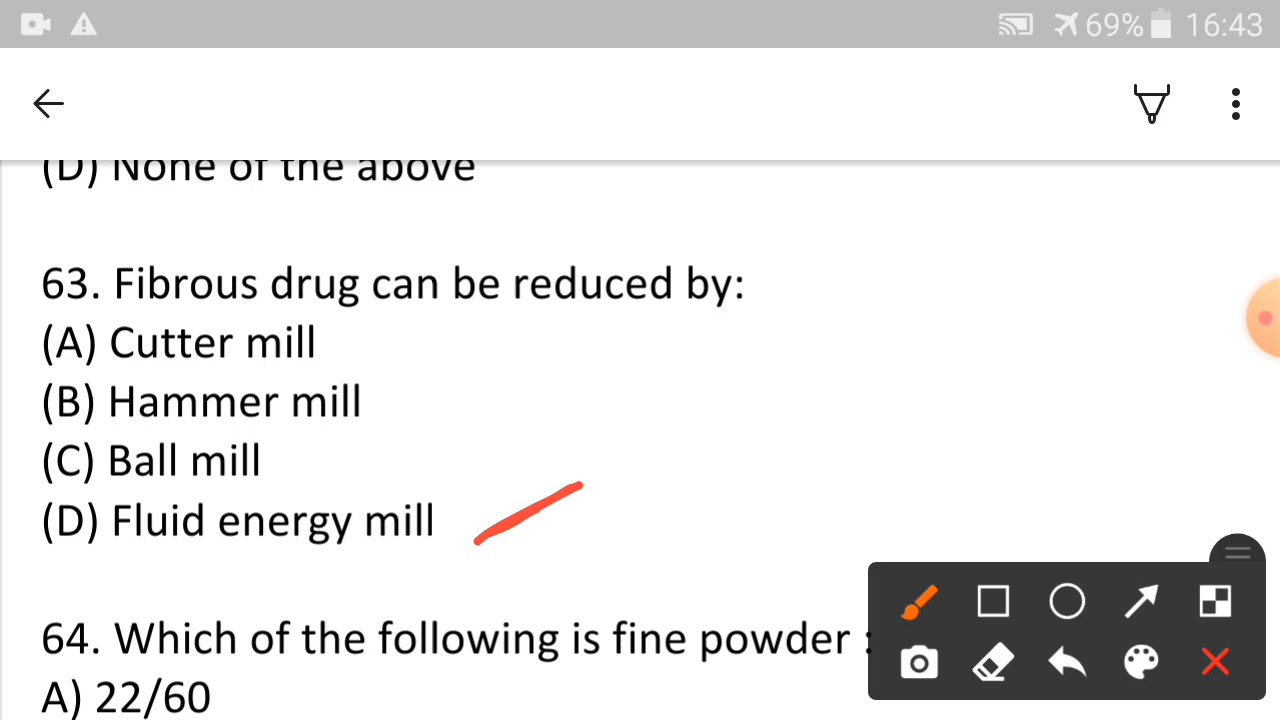 69% 16:43
(D) None of the above
63. Fibrous drug can be reduced by:
(A) Cutter mill
(B) Hammer mill
(C) Ball mill
(D) Fluid energy mill
64. Which of the following is fine powder :
A) 22/60